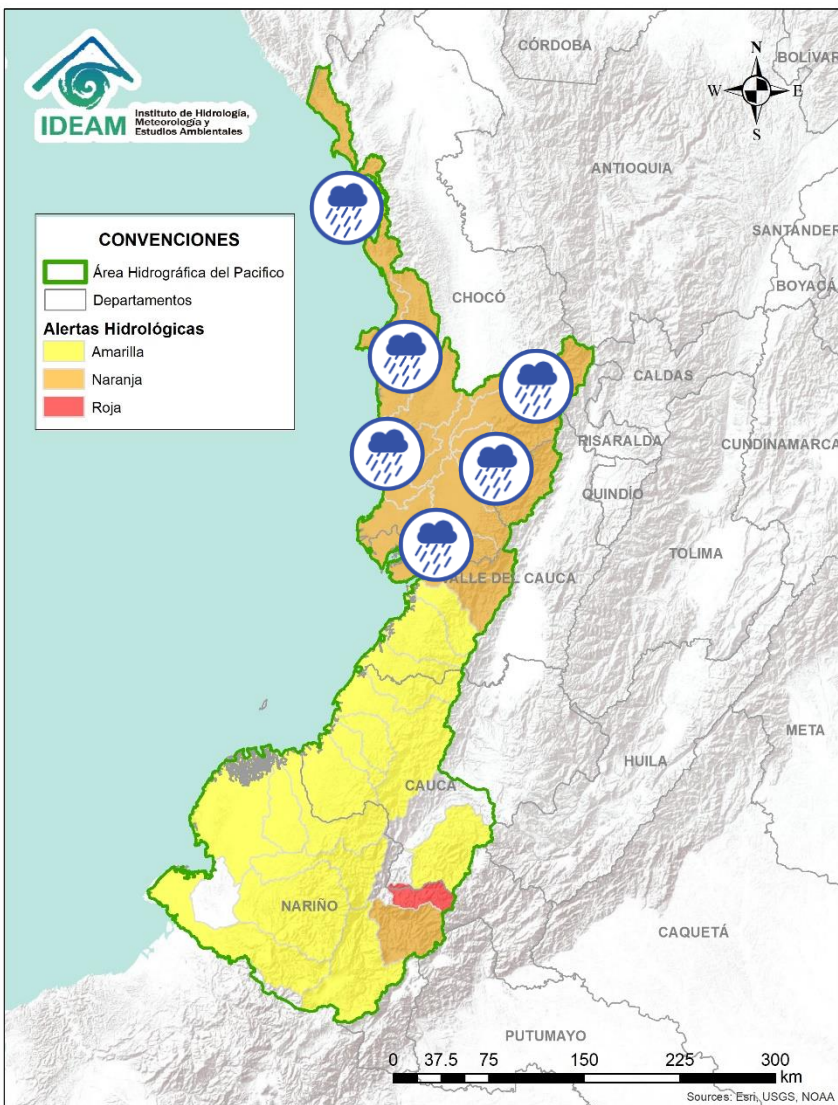 IDEAM
Instituto de Hidrología,
Meteorología y
Estudios Ambientales
CÓRDOBA
BOLÍVAR
N
W
E
S
ANTIOQUIA
SANTANDER
BOYACÁ
CONVENCIONES
Área Hidrográfica del Pacifico
Departamentos
Alertas Hidrológicas
Amarilla
Naranja
Roja
CHOCÓ
CALDAS
RISARALDA
CUNDINAMARCA
QUINDÍO
TOLIMA
ALLE DEL CAUCA
META
HUILA
CAUCA
NARIÑO
CAQUETÁ
PUTUMAYO
0 37.5 75 150 225 300
km
Sources: Esri, USGS, NOAA